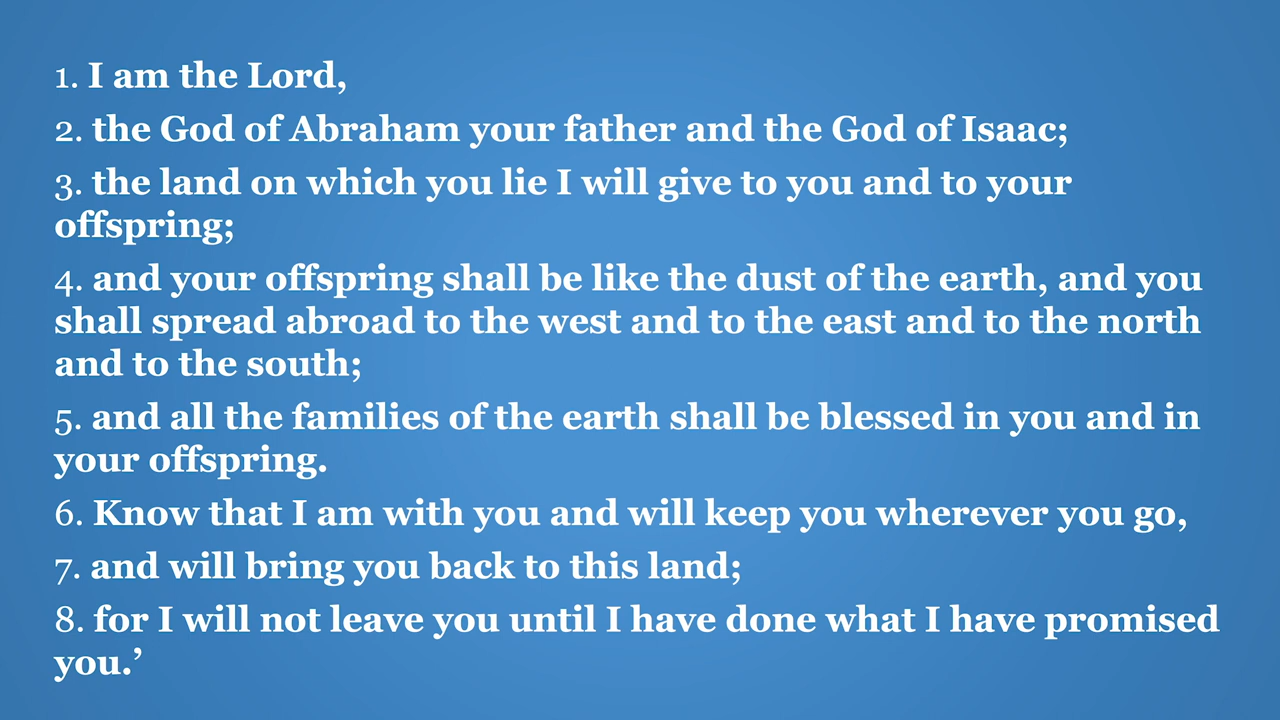 1. I am the Lord,
2. the God of Abraham your father and the God of Isaac;
3. the land on which you lie I will give to you and to your
offspring;
4. and your offspring shall be like the dust of the earth, and you
shall spread abroad to the west and to the east and to the north
and to the south;
5. and all the families of the earth shall be blessed in you and in
your offspring.
6. Know that I am with you and will keep you wherever you go,
7. and will bring you back to this land;
8. for I will not leave you until I have done what I have promised
you.’